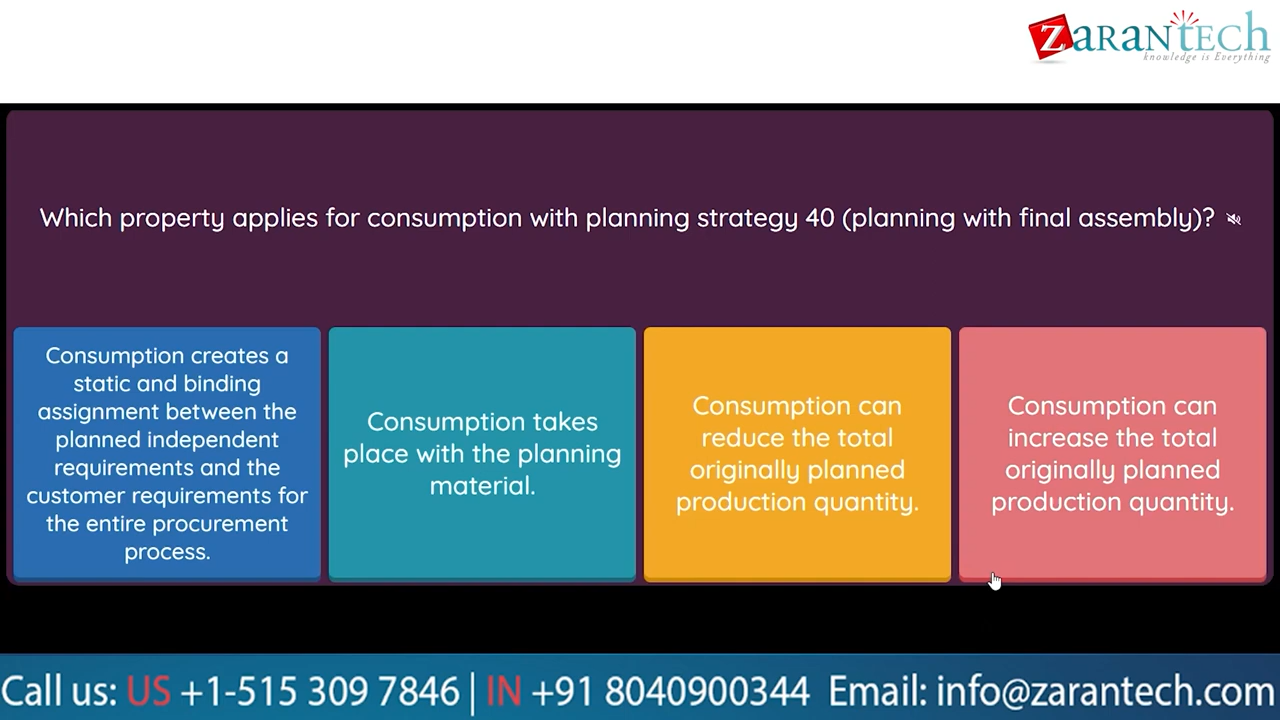 ZARANTECH
knowledge is Everything
Which property applies for consumption with planning strategy 40 (planning with final assembly)?
Consumption creates a
static and binding
assignment between the
planned independent
requirements and the
customer requirements for
the entire procurement
process.
Consumption takes
place with the planning
material.
Consumption can
reduce the total
originally planned
production quantity.
Consumption can
increase the total
originally planned
production quantity.
Call us: US +1-515 309 7846 | IN +91 8040900344 Email: info@zarantech.com